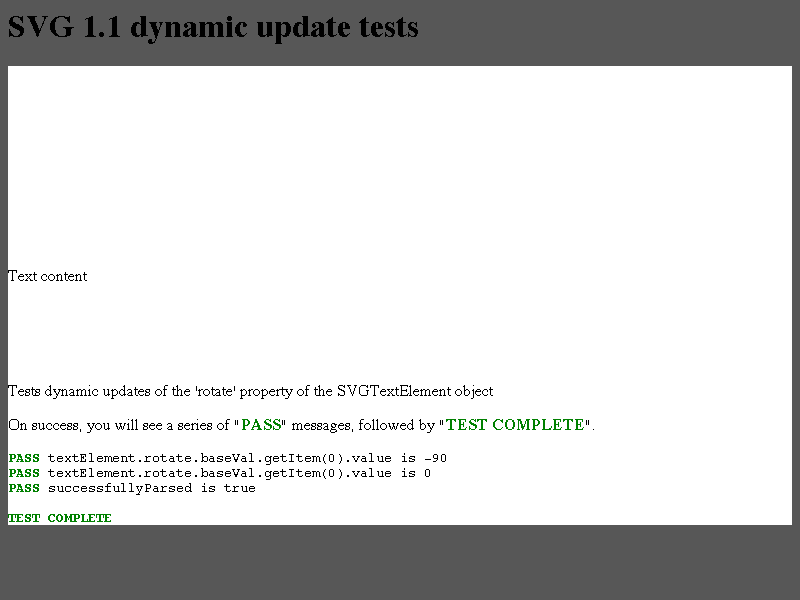 SVG 1.1 dynamic update tests
Text content
Tests dynamic updates of the 'rotate' property of the SVGTextElement object
On success, you will see a series of "PASS" messages, followed by "TEST COMPLETE".
PASS textElement.rotate.baseVal.getItem(0).value is -90
PASS textElement.rotate.baseVal.getItem(0).value is 0
PASS successfullyParsed is true
TEST COMPLETE